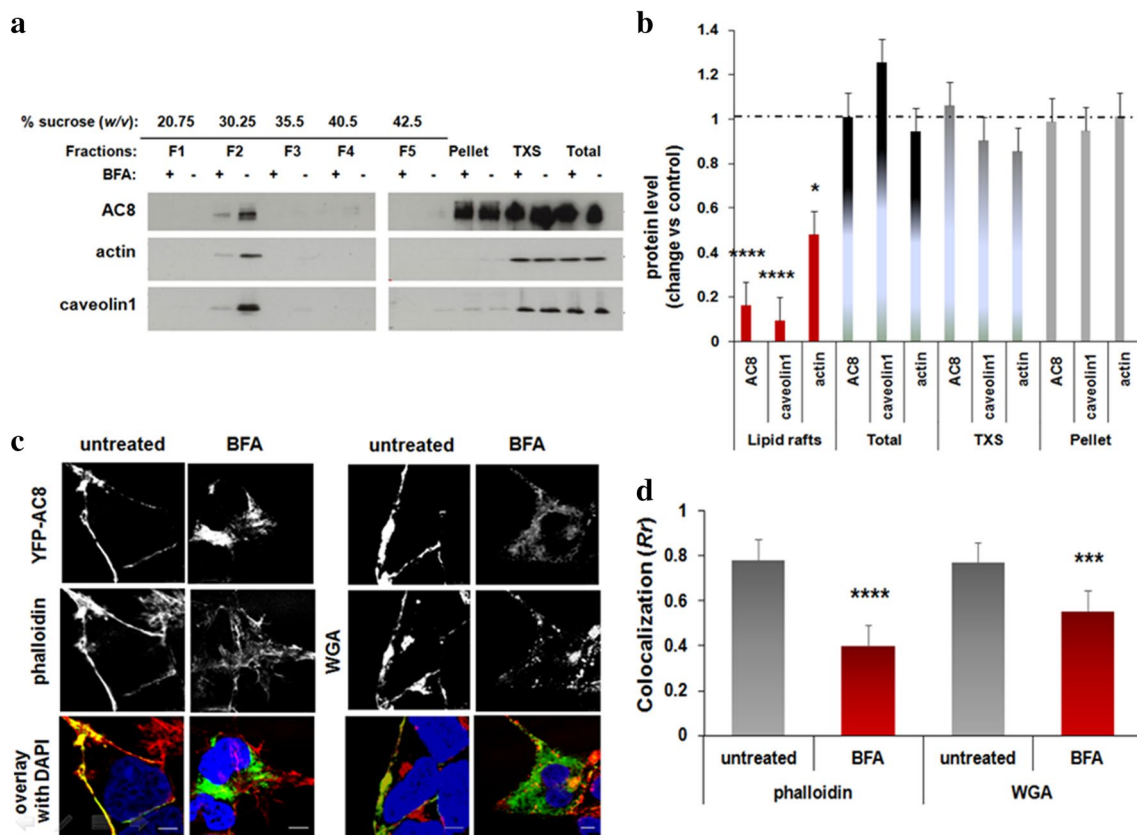 a
% sucrose (w/v): 20.75 30.25 35.5 40.5 42.5
Fractions: F1 F2 F3 F4 F5 Pellet TXS Total
BFA: + - + - + - + - + - + - + - + -
AC8
actin
caveolin1
b
protein level
(change vs control)
1.4
1.2
1
0.8
0.6
0.4
0.2
0
**** **** *
AC8 caveolin1 actin AC8 caveolin1 actin AC8 caveolin1 actin AC8 caveolin1 actin
Lipid rafts Total TXS Pellet
c
untreated BFA untreated BFA
YFP-AC8
phalloidin
WGA
overlay
with DAPI
d
Colocalization (Rr)
1
0.8
0.6
0.4
0.2
0
**** ***
untreated BFA untreated BFA
phalloidin WGA